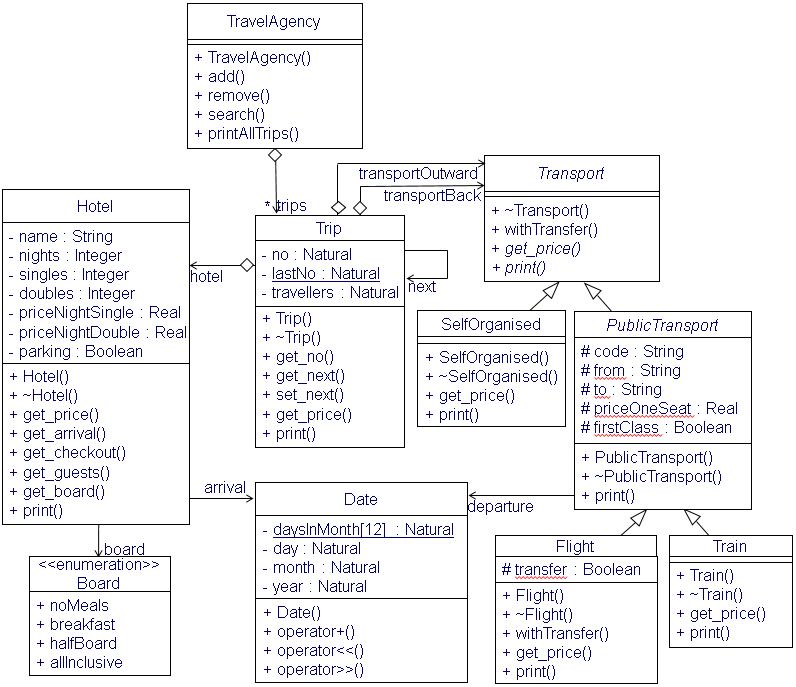 TravelAgency
+ TravelAgency()
+ add()
+ remove()
+ search()
+ printAllTrips()
transportOutward
transportBack
* trips
hotel
next
Transport
+ ~Transport()
+ withTransfer()
+ get_price()
+ print()
Hotel
- name : String
- nights : Integer
- singles : Integer
- doubles : Integer
- priceNightSingle : Real
- priceNightDouble : Real
- parking : Boolean
+ Hotel()
+ ~Hotel()
+ get_price()
+ get_arrival()
+ get_checkout()
+ get_guests()
+ get_board()
+ print()
Trip
- no : Natural
- lastNo : Natural
- travellers : Natural
+ Trip()
+ ~Trip()
+ get_no()
+ get_next()
+ set_next()
+ get_price()
+ print()
SelfOrganised
+ SelfOrganised()
+ ~SelfOrganised()
+ get_price()
+ print()
PublicTransport
# code : String
# from : String
# to : String
# priceOneSeat : Real
# firstClass : Boolean
+ PublicTransport()
+ ~PublicTransport()
+ print()
arrival
departure
board
<<enumeration>>
Board
+ noMeals
+ breakfast
+ halfBoard
+ allInclusive
Date
- daysInMonth[12] : Natural
- day : Natural
- month : Natural
- year : Natural
+ Date()
+ operator+()
+ operator<<()
+ operator>>()
Flight
# transfer : Boolean
+ Flight()
+ ~Flight()
+ withTransfer()
+ get_price()
+ print()
Train
+ Train()
+ ~Train()
+ get_price()
+ print()